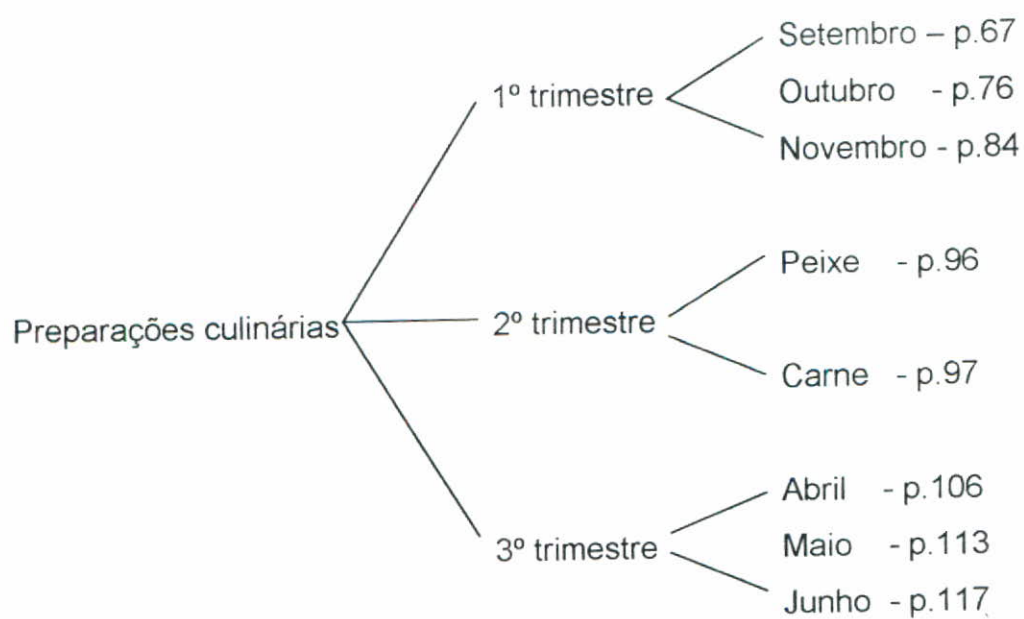 Setembro – p.67
1º trimestre
Outubro - p.76
Novembro - p.84
Peixe - p.96
Preparações culinárias
2º trimestre
Carne - p.97
Abril - p.106
3º trimestre
Maio - p.113
Junho - p.117